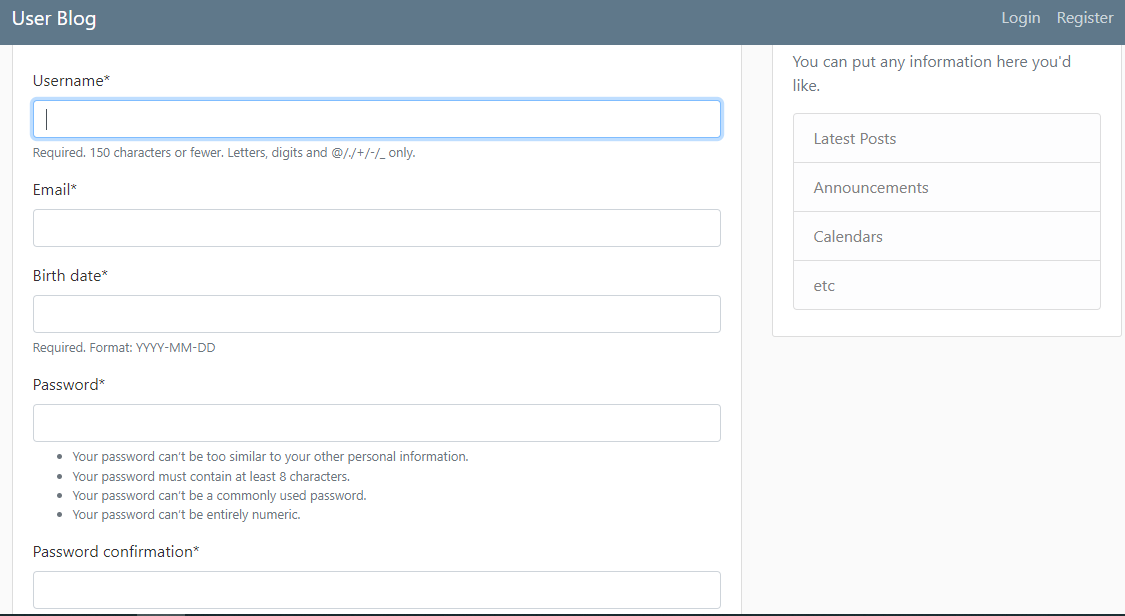 User Blog
Login
Register
Username*
Required. 150 characters or fewer. Letters, digits and @/./+/-/_ only.
Email*
Birth date*
Required. Format: YYYY-MM-DD
Password*
Your password can't be too similar to your other personal information.
Your password must contain at least 8 characters.
Your password can't be a commonly used password.
Your password can't be entirely numeric.
Password confirmation*
You can put any information here you'd
like.
Latest Posts
Announcements
Calendars
etc